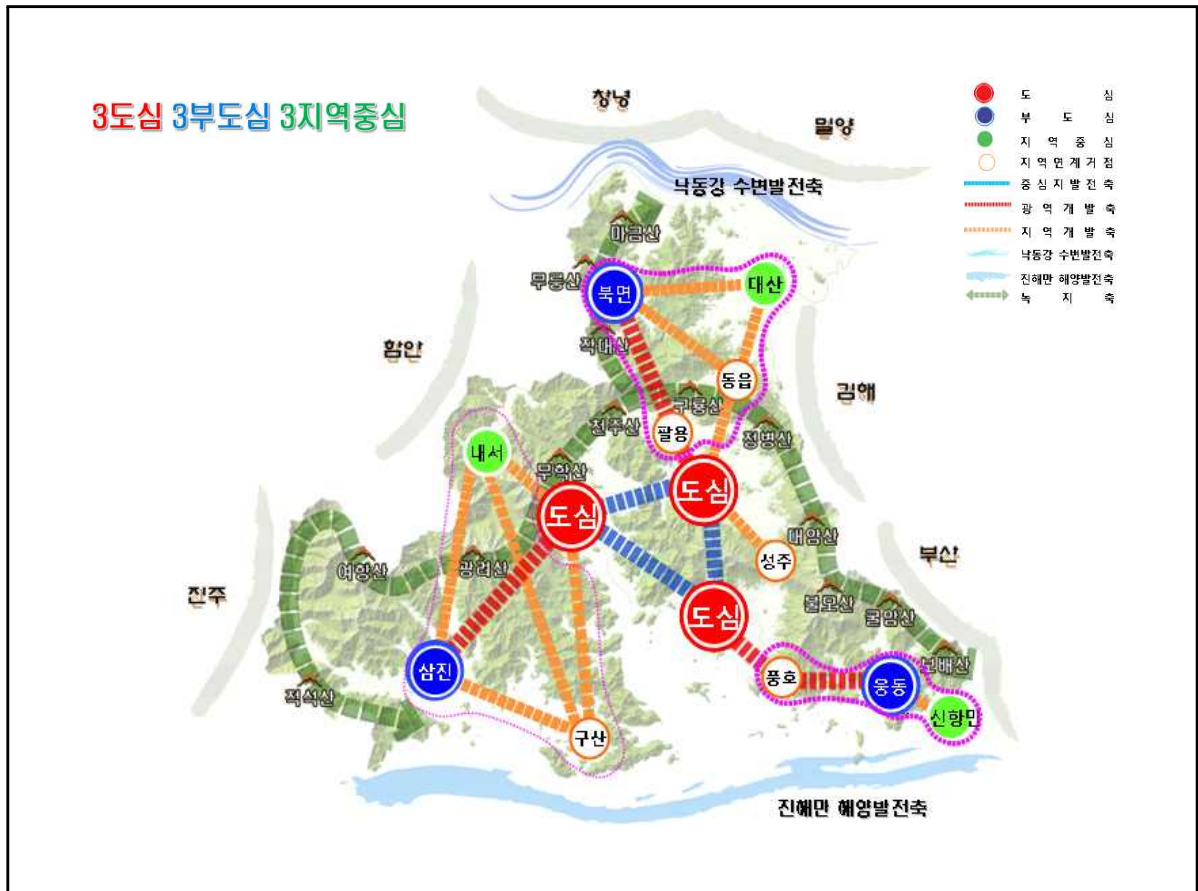 3도심 3부도심 3지역중심
창녕
밀양
낙동강 수변발전축
도 심
부 도 심
지 역 중 심
지 역 연 계 거 점
중 심 지 발 전 축
광 역 개 발 축
지 역 개 발 축
낙동강 수변발전축
진해만 해양발전축
녹 지 축
마금산
무릉산
북면
대산
작대산
함안
동읍
김해
구룡산
천주산
팔용
정병산
내서
무학산
도심
도심
대암산
성주
부산
여항산
광려산
진주
불모산
굴암산
도심
보배산
삼진
풍호
웅동
적석산
신항만
구산
진해만 해양발전축